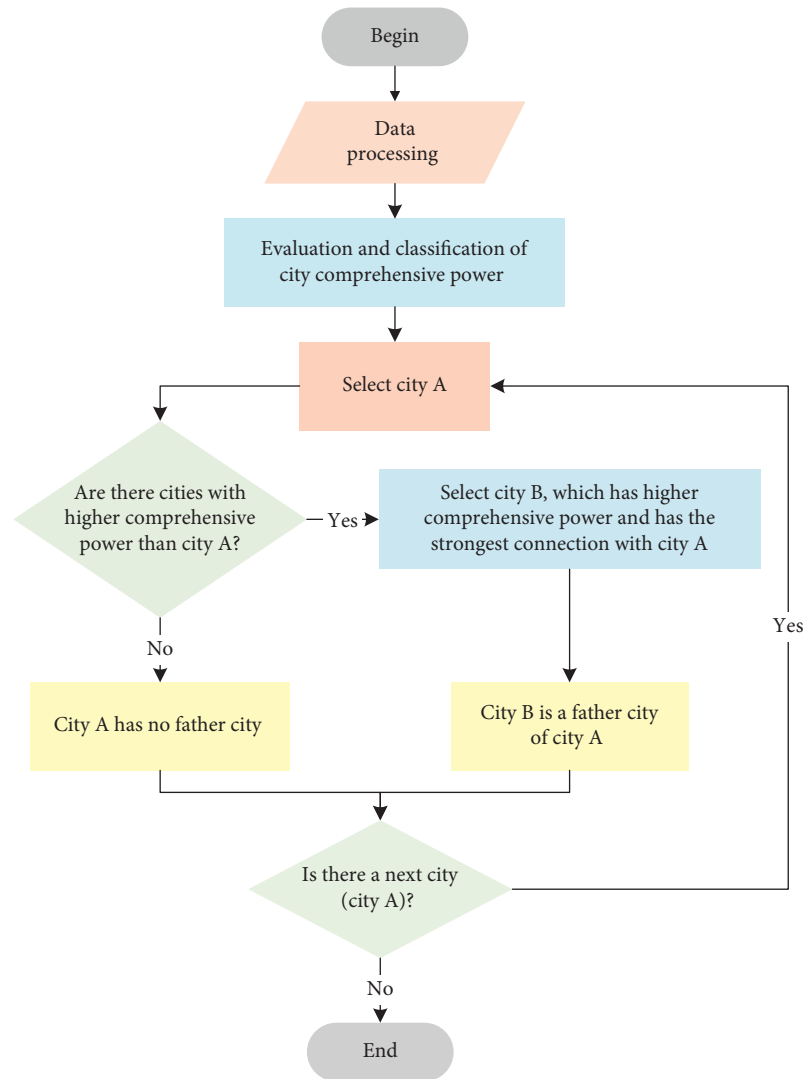 Begin
Data
processing
Evaluation and classification of
city comprehensive power
Select city A
Are there cities with
higher comprehensive
power than city A?
Yes
Select city B, which has higher
comprehensive power and has the
strongest connection with city A
Yes
No
City A has no father city
City B is a father city
of city A
Is there a next city
(city A)?
No
End